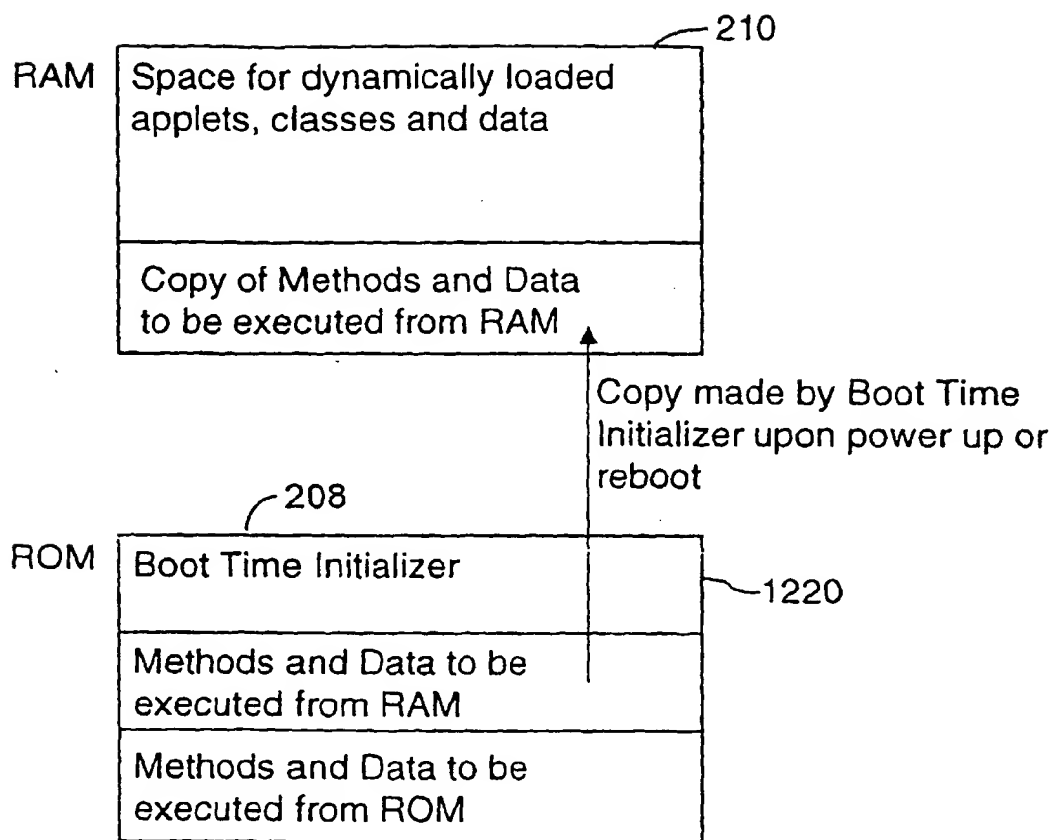 210
RAM
Space for dynamically loaded
applets, classes and data
Copy of Methods and Data
to be executed from RAM
Copy made by Boot Time
Initializer upon power up or
reboot
208
ROM
Boot Time Initializer
1220
Methods and Data to be
executed from RAM
Methods and Data to be
executed from ROM